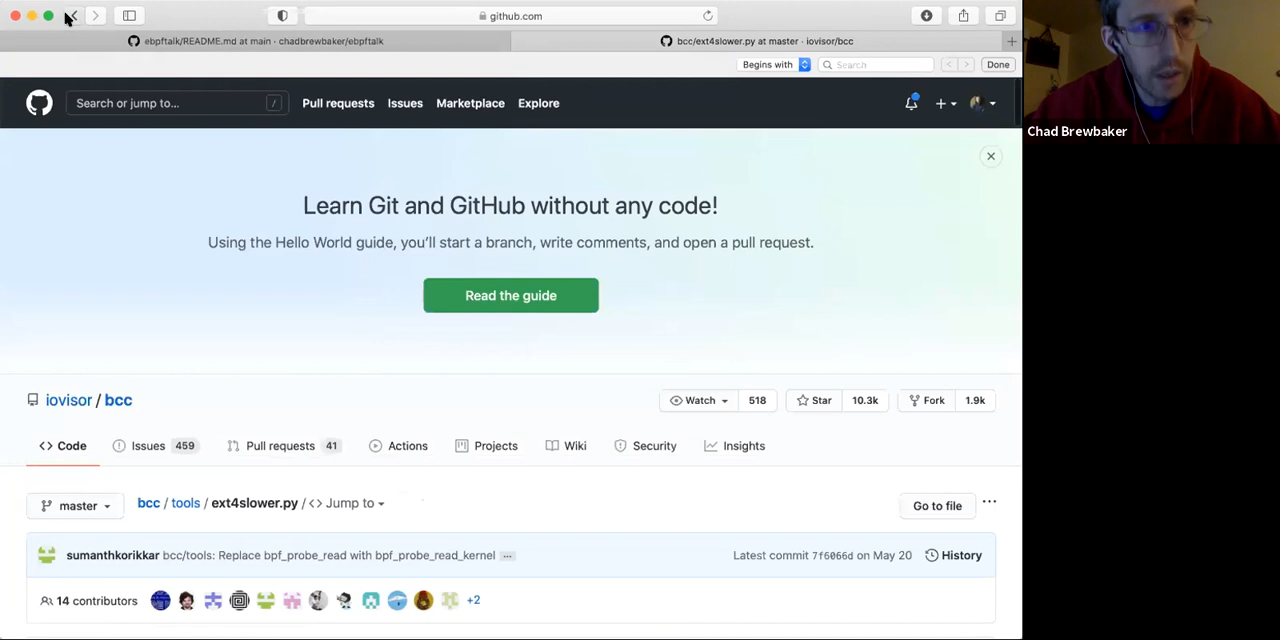 github.com
ebpftalk/README.md at main · chadbrewbaker/ebpftalk
bcc/ext4slower.py at master · iovisor/bcc
Begins with
Search
Done
Search or jump to... /
Pull requests Issues Marketplace Explore
Chad Brewbaker
Learn Git and GitHub without any code!
Using the Hello World guide, you'll start a branch, write comments, and open a pull request.
Read the guide
iovisor / bcc
Watch 518 Star 10.3k Fork 1.9k
Code Issues 459 Pull requests 41 Actions Projects Wiki Security Insights
master bcc / tools / ext4slower.py / <> Jump to Go to file ...
sumanthkorikkar bcc/tools: Replace bpf_probe_read with bpf_probe_read_kernel ... Latest commit 7f6066d on May 20 History
14 contributors +2